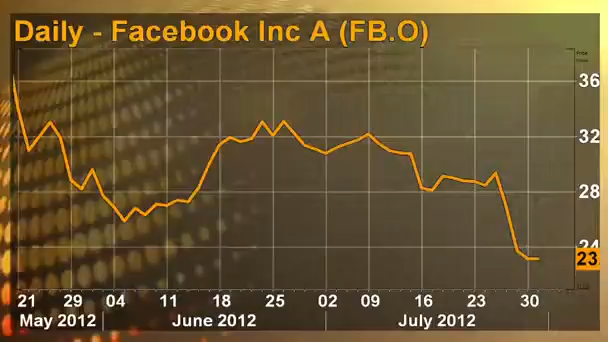 Daily - Facebook Inc A (FB.O)
36
32
28
24
23
21 29 04 11 18 25 02 09 16 23 30
May 2012 June 2012 July 2012